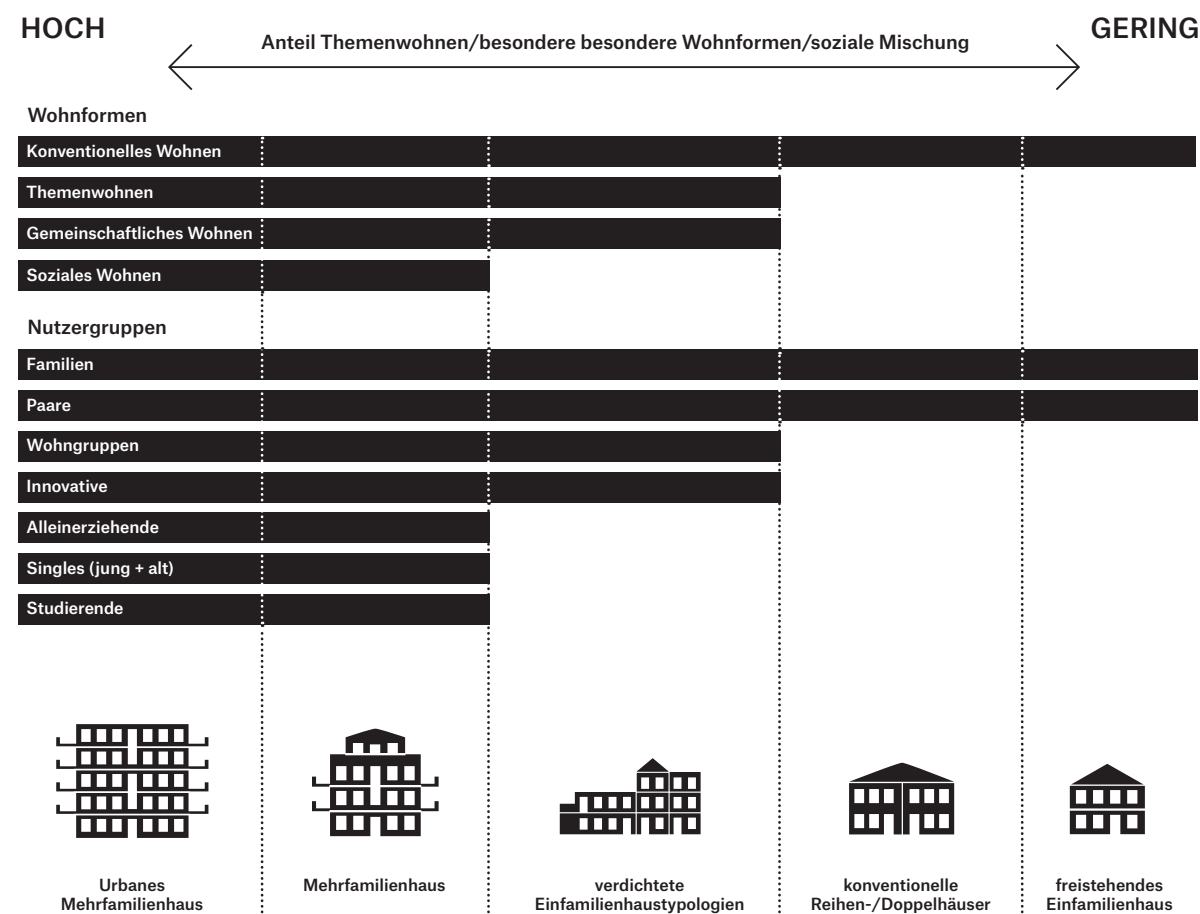 HOCH
GERING
Anteil Themenwohnen/besondere besondere Wohnformen/soziale Mischung
Wohnformen
Konventionelles Wohnen
Themenwohnen
Gemeinschaftliches Wohnen
Soziales Wohnen
Nutzergruppen
Familien
Paare
Wohngruppen
Innovative
Alleinerziehende
Singles (jung + alt)
Studierende
Urbanes
Mehrfamilienhaus
Mehrfamilienhaus
verdichtete
Einfamilienhaustypologien
konventionelle
Reihen-/Doppelhäuser
freistehendes
Einfamilienhaus